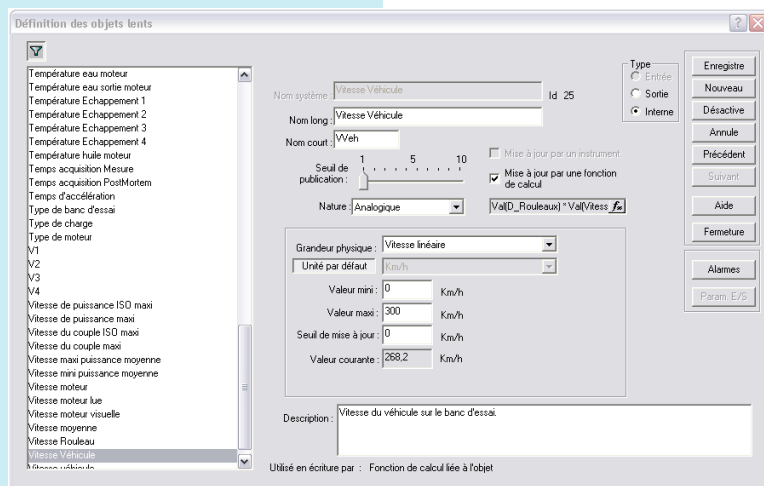 Définition des objets lents
Température eau moteur
Température eau sortie moteur
Température Echappement 1
Température Echappement 2
Température Echappement 3
Température Echappement 4
Température huile moteur
Temps acquisition Mesure
Temps acquisition PostMortem
Temps d'accélération
Type de banc d'essai
Type de charge
Type de moteur
V1
V2
V3
V4
Vitesse de puissance ISO maxi
Vitesse de puissance maxi
Vitesse du couple ISO maxi
Vitesse du couple maxi
Vitesse maxi puissance moyenne
Vitesse mini puissance moyenne
Vitesse moteur
Vitesse moteur lue
Vitesse moteur visuelle
Vitesse moyenne
Vitesse Rouleau
Vitesse Véhicule
Vitesse véhicule
Nom système : Vitesse Véhicule Id 25
Nom long : Vitesse Véhicule
Nom court : VVeh
Seuil de publication : 1 5 10
Mise à jour par un instrument
Mise à jour par une fonction de calcul
Nature : Analogique Val(D_Rouleaux) * Val(Vitess fx
Type
Entrée
Sortie
Interne
Grandeur physique : Vitesse linéaire
Unité par défaut Km/h
Valeur mini : 0 Km/h
Valeur maxi : 300 Km/h
Seuil de mise à jour : 0 Km/h
Valeur courante : 268,2 Km/h
Description : Vitesse du véhicule sur le banc d'essai.
Utilisé en écriture par : Fonction de calcul liée à l'objet
Enregistre
Nouveau
Désactive
Annule
Précédent
Suivant
Aide
Fermeture
Alarmes
Param. E/S